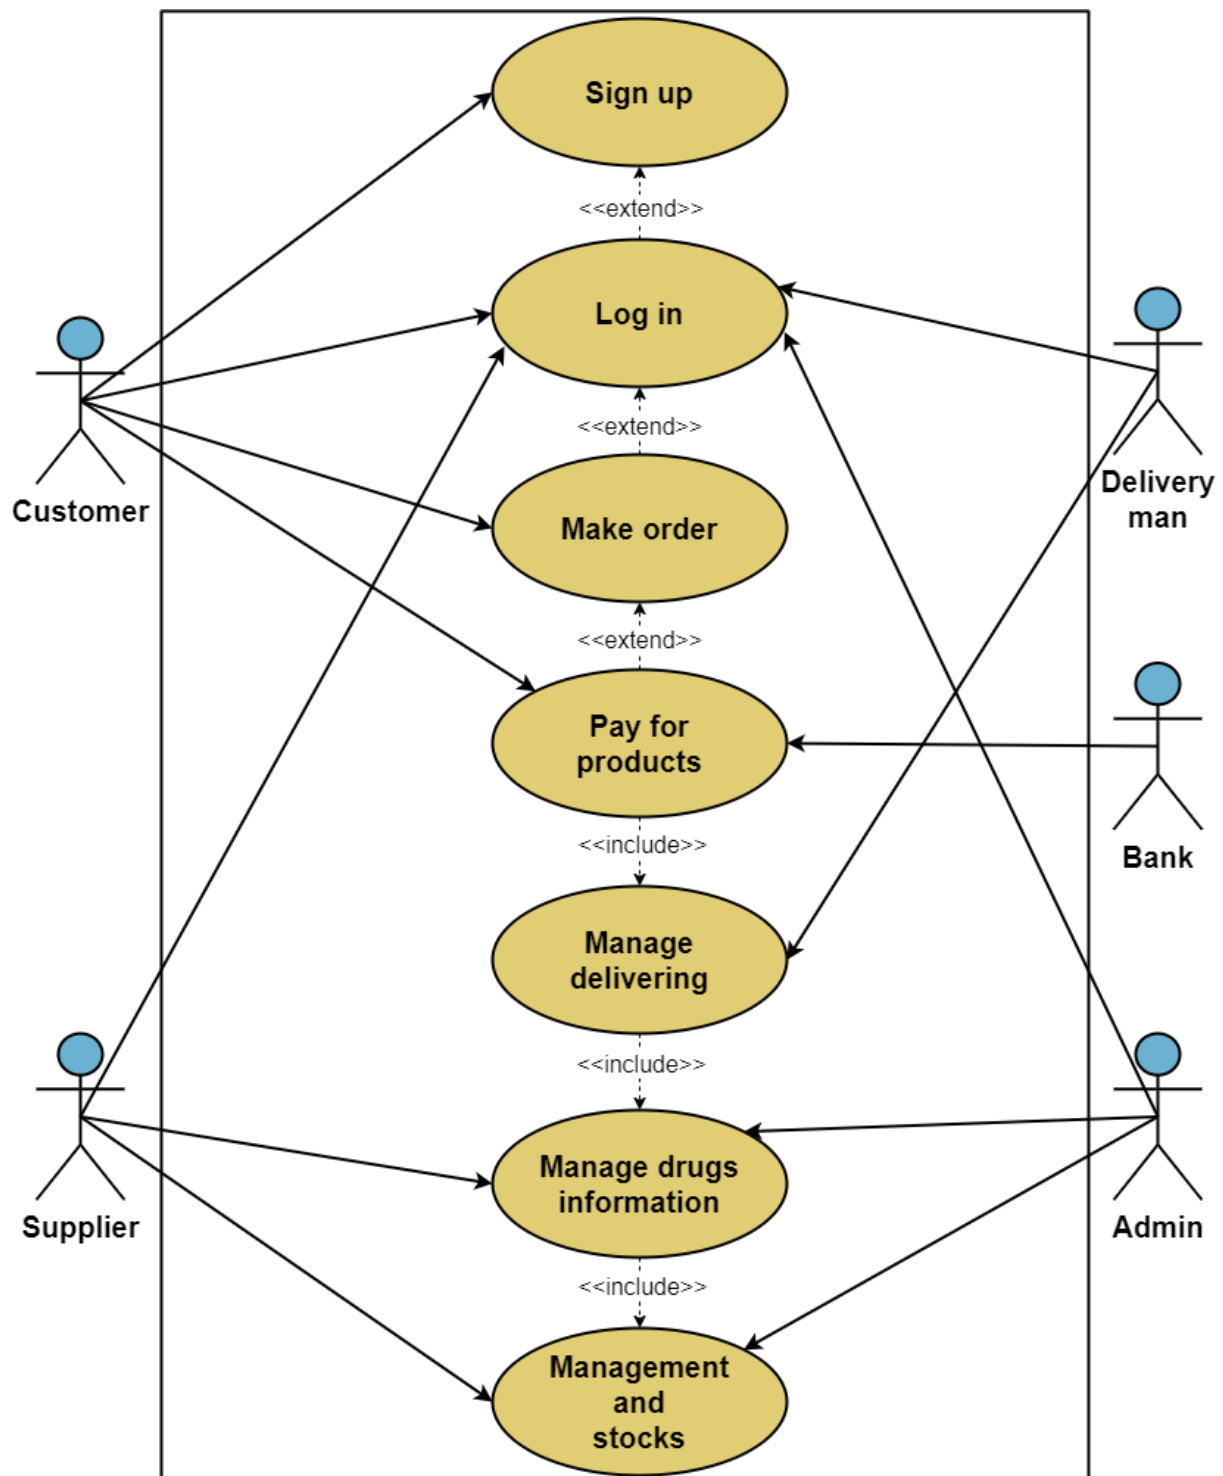 Sign up
<<extend>>
Log in
<<extend>>
Customer
Delivery
man
Make order
<<extend>>
Pay for
products
Bank
<<include>>
Manage
delivering
<<include>>
Manage drugs
information
Supplier
Admin
<<include>>
Management
and
stocks